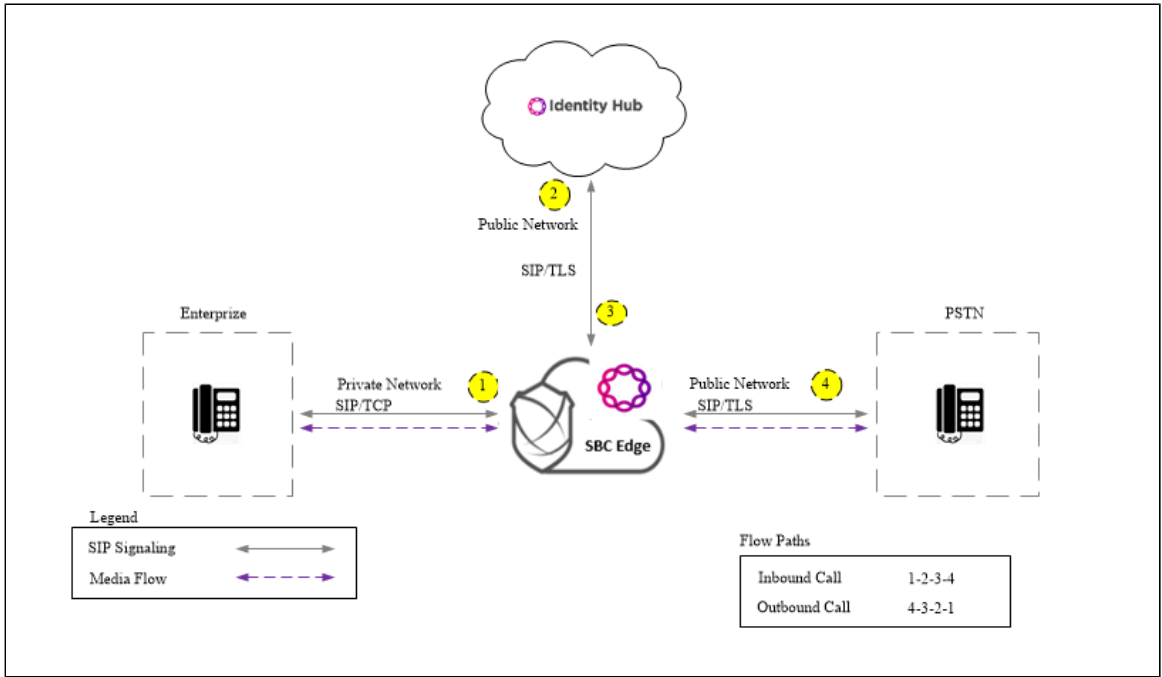 Identity Hub
2
Public Network
SIP/TLS
3
Enterprize
PSTN
Private Network
1
SIP/TCP
Public Network
4
SIP/TLS
SBC Edge
Legend
SIP Signaling
Media Flow
Flow Paths
Inbound Call 1-2-3-4
Outbound Call 4-3-2-1